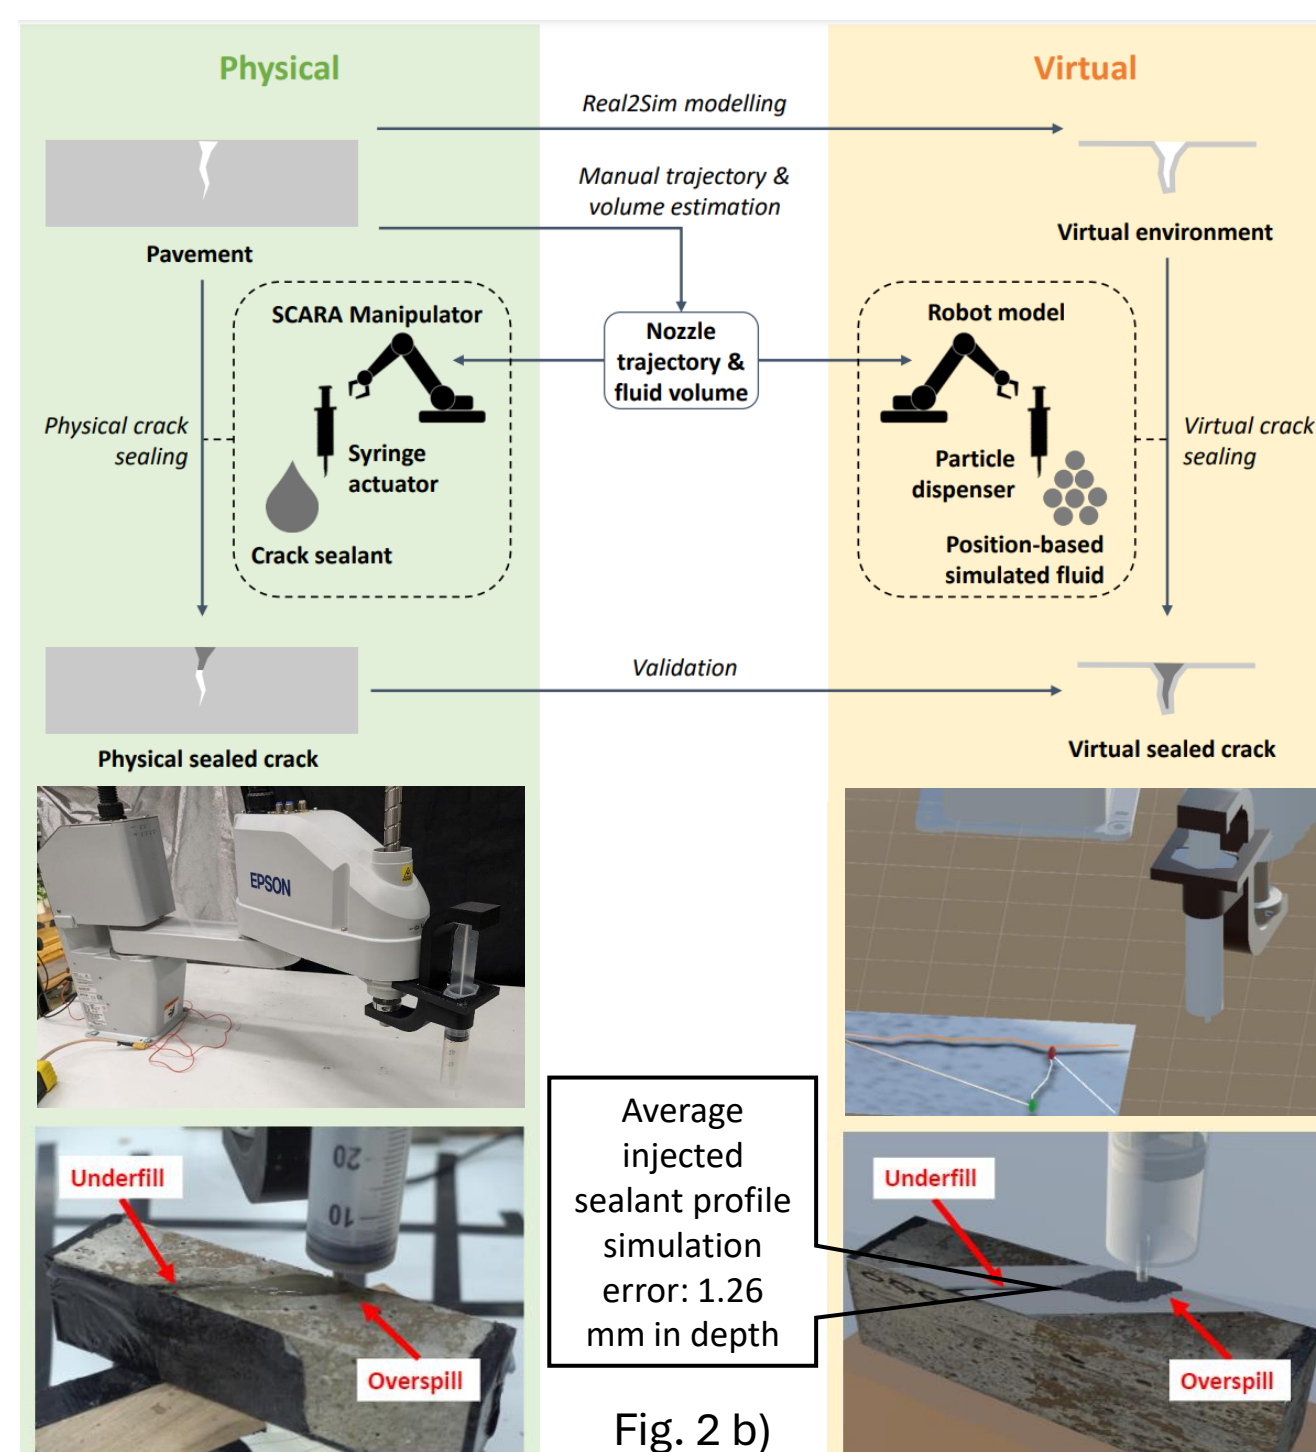 Physical
Virtual
Real2Sim modelling
Manual trajectory &
volume estimation
Pavement
Virtual environment
SCARA Manipulator
Nozzle
trajectory &
fluid volume
Robot model
Physical crack
sealing
Syringe
actuator
Crack sealant
Particle
dispenser
Position-based
simulated fluid
Virtual crack
sealing
Validation
Physical sealed crack
Virtual sealed crack
EPSON
Average
injected
sealant profile
simulation
error: 1.26
mm in depth
Underfill
20
10
Overspill
Underfill
Overspill
Fig. 2 b)